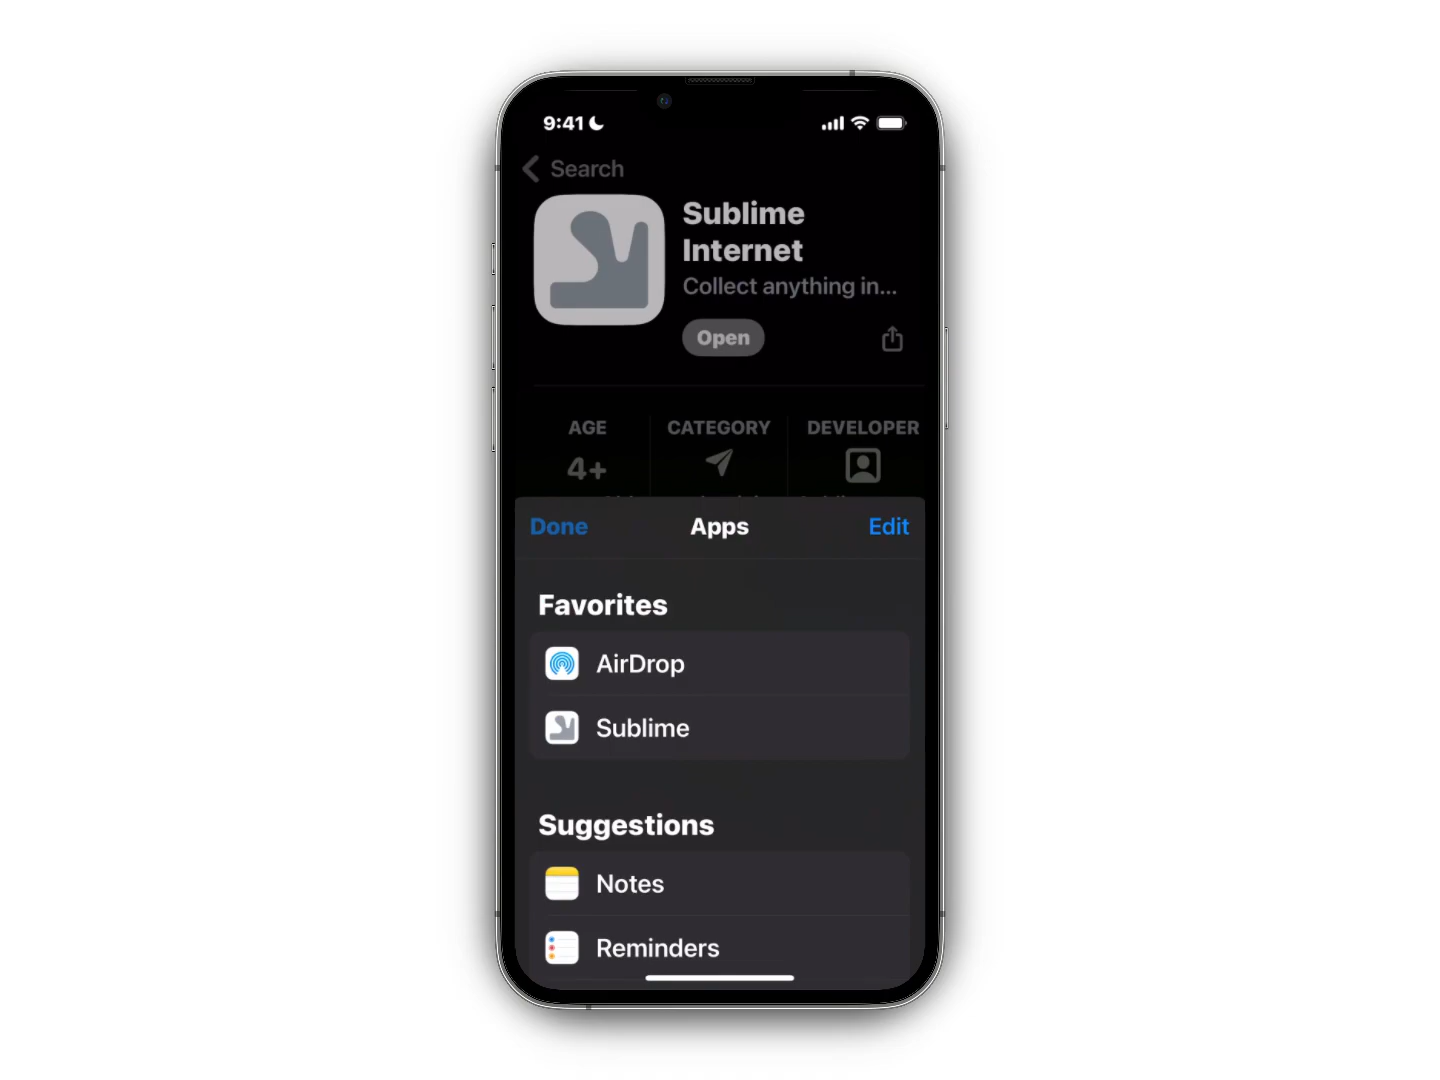 9:41
Search
Sublime
Internet
Collect anything in...
Open
AGE
CATEGORY
DEVELOPER
4+
Done
Apps
Edit
Favorites
AirDrop
Sublime
Suggestions
Notes
Reminders